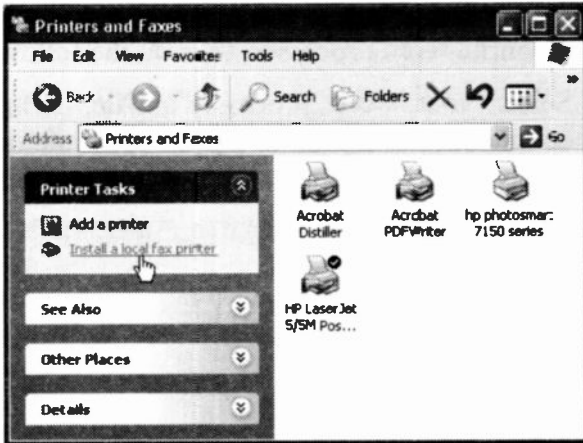 Printers and Faxes
File Edit View Favorites Tools Help
Back Search Folders
Address Printers and Faxes Go
Printer Tasks
Add a printer
Install a local fax printer
See Also
Other Places
Details
Acrobat
Distiller
Acrobat
PDFWriter
hp photosmart
7150 series
HP LaserJet
5/5M Pos...